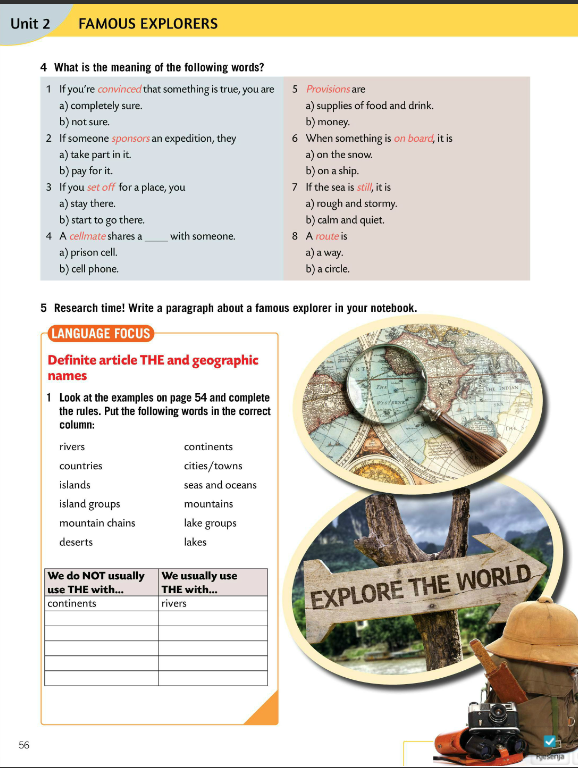 Unit 2 FAMOUS EXPLORERS
4 What is the meaning of the following words?
1 If you're convinced that something is true, you are
a) completely sure.
b) not sure.
2 If someone sponsors an expedition, they
a) take part in it.
b) pay for it.
3 If you set off for a place, you
a) stay there.
b) start to go there.
4 A cellmate shares a ____ with someone.
a) prison cell.
b) cell phone.
5 Provisions are
a) supplies of food and drink.
b) money.
6 When something is on board, it is
a) on the snow.
b) on a ship.
7 If the sea is still, it is
a) rough and stormy.
b) calm and quiet.
8 A route is
a) a way.
b) a circle.
5 Research time! Write a paragraph about a famous explorer in your notebook.
LANGUAGE FOCUS
Definite article THE and geographic
names
1 Look at the examples on page 54 and complete
the rules. Put the following words in the correct
column:
rivers continents
countries cities/towns
islands seas and oceans
island groups mountains
mountain chains lake groups
deserts lakes
We do NOT usually
use THE with...
We usually use
THE with...
continents rivers
EXPLORE THE WORLD
56
rješenja